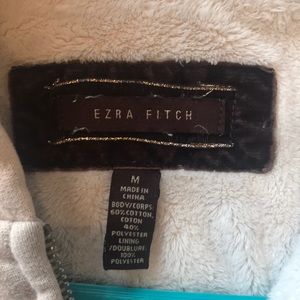 EZRA FITCH
M
MADE IN
CHINA
BODY/CORPS:
60% COTTON,
COTON
40%
POLYESTER
LINING
/DOUBLURE:
100%
POLYESTER